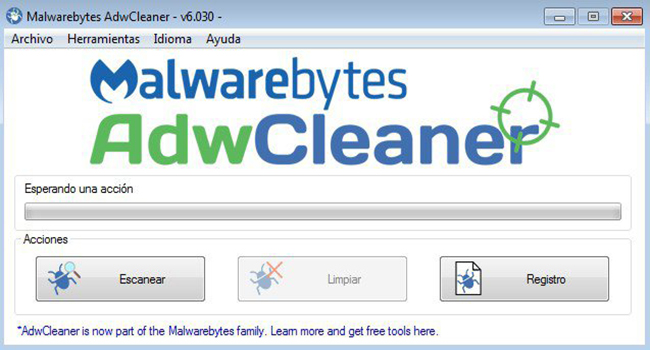 Malwarebytes AdwCleaner - v6.030 -
Archivo Herramientas Idioma Ayuda
Malwarebytes
AdwCleaner
Esperando una acción
Acciones
Escanear Limpiar Registro
*AdwCleaner is now part of the Malwarebytes family. Learn more and get free tools here.